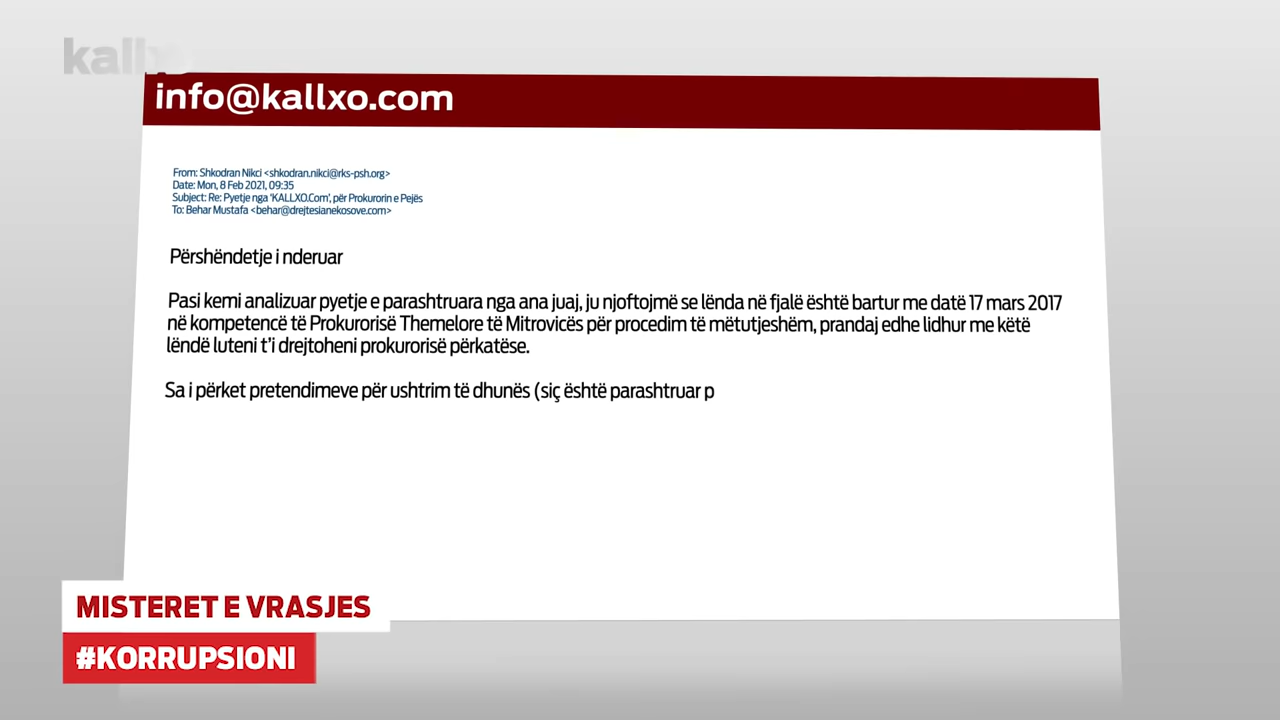 info@kallxo.com
From: Shkodran Nikci <shkodran.nikci@rks-psh.org>
Date: Mon, 8 Feb 2021, 09:35
Subject: Re: Pyetje nga 'KALLXO.Com', për Prokurorin e Pejës
To: Behar Mustafa <behar@drejtesianekosove.com>
Përshëndetje i nderuar
Pasi kemi analizuar pyetje e parashtruara nga ana juaj, ju njoftojmë se lënda në fjalë është bartur me datë 17 mars 2017
në kompetencë të Prokurorisë Themelore të Mitrovicës për procedim të mëtutjeshëm, prandaj edhe lidhur me këtë
lëndë luteni t'i drejtoheni prokurorisë përkatëse.
Sa i përket pretendimeve për ushtrim të dhunës (siç është parashtruar p
MISTERET E VRASJES
#KORRUPSIONI